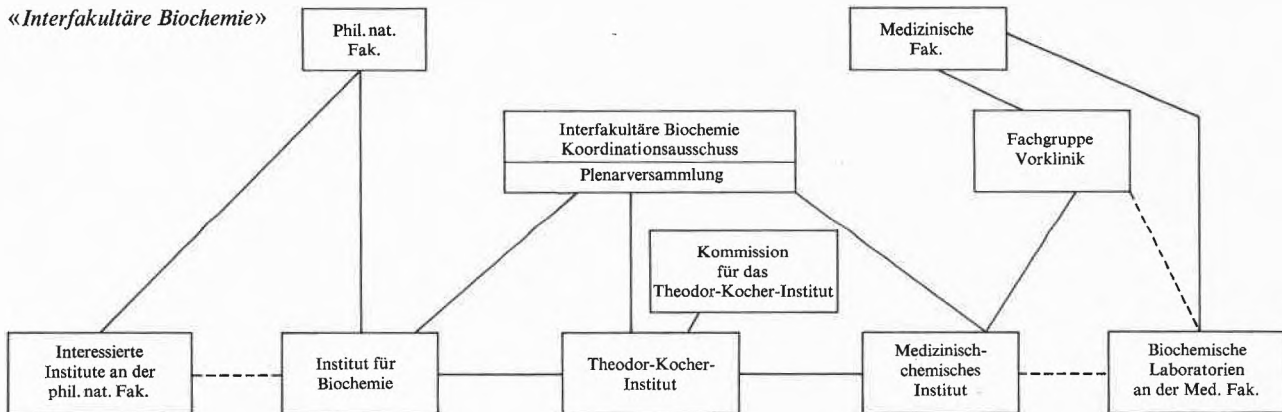 «Interfakultäre Biochemie»
Phil. nat.
Fak.
Medizinische
Fak.
Interfakultäre Biochemie
Koordinationsausschuss
Plenarversammlung
Fachgruppe
Vorklinik
Kommission
für das
Theodor-Kocher-Institut
Interessierte
Institute an der
phil. nat. Fak.
Institut für
Biochemie
Theodor-Kocher-
Institut
Medizinisch-
chemisches
Institut
Biochemische
Laboratorien
an der Med. Fak.